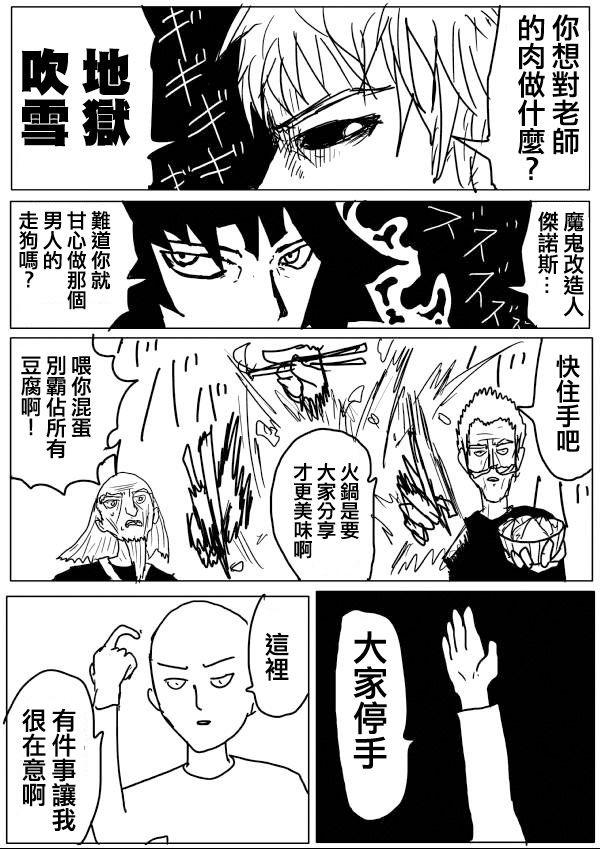 你想對老師
的肉做什麼?
地獄
吹雪
ギギギギ
魔鬼改造人
傑諾斯…
ズズズズ
難道你就
甘心做那個
男人的
走狗嗎?
快住手吧
火鍋是要
大家分享
才更美味啊
喂你混蛋
別霸佔所有
豆腐啊!
大家停手
這裡
有件事讓我
很在意啊